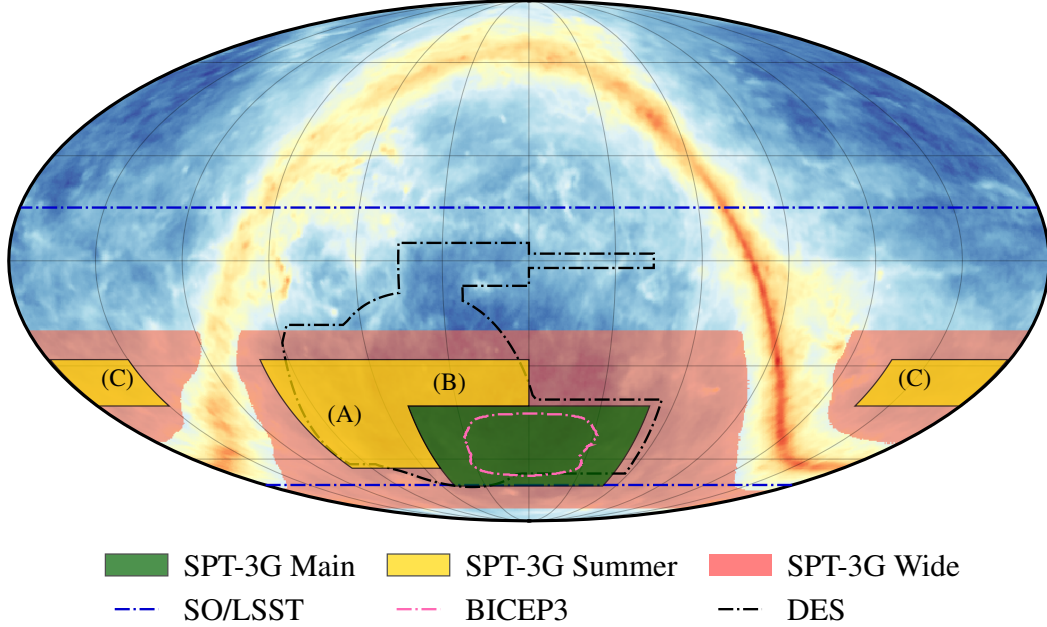 (C)
(B)
(C)
(A)
SPT-3G Main SPT-3G Summer SPT-3G Wide
SO/LSST BICEP3 DES